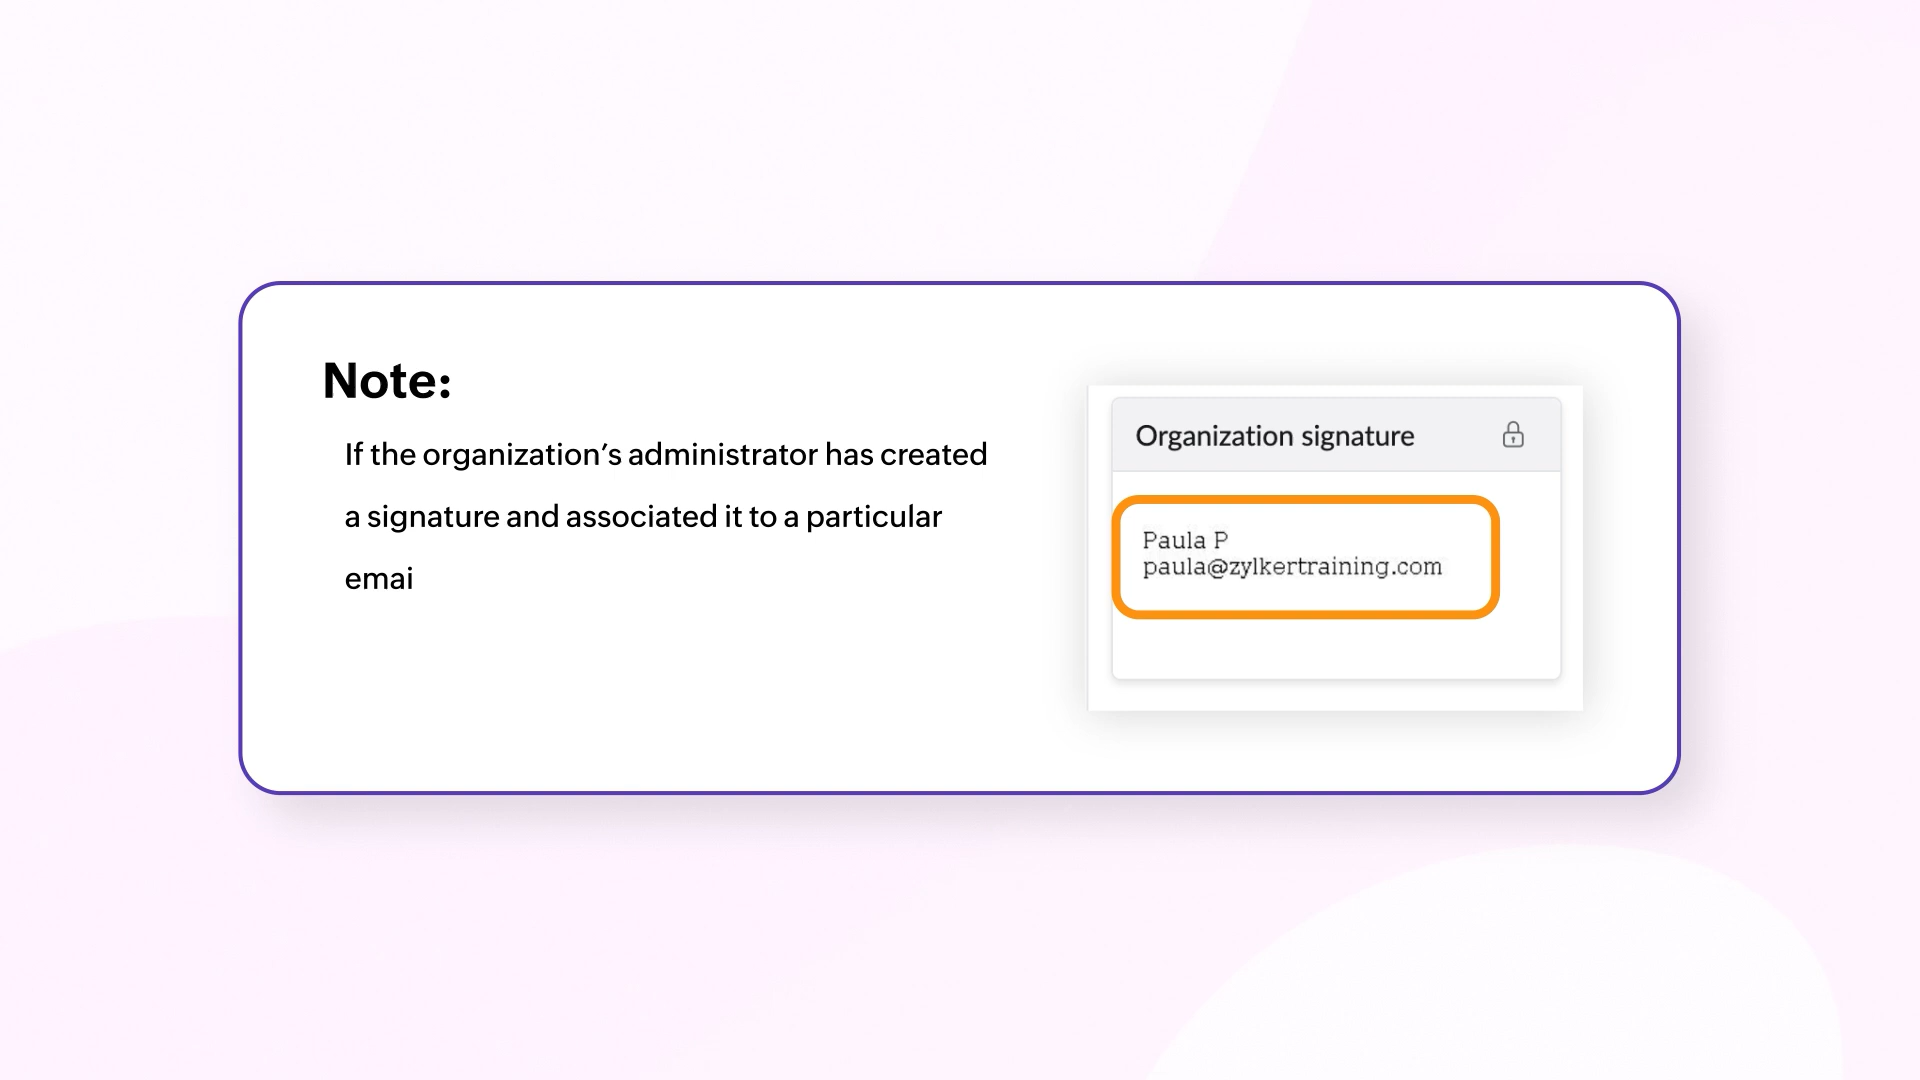 Note:
If the organization’s administrator has created
a signature and associated it to a particular
emai
Organization signature
Paula P
paula@zylkertraining.com